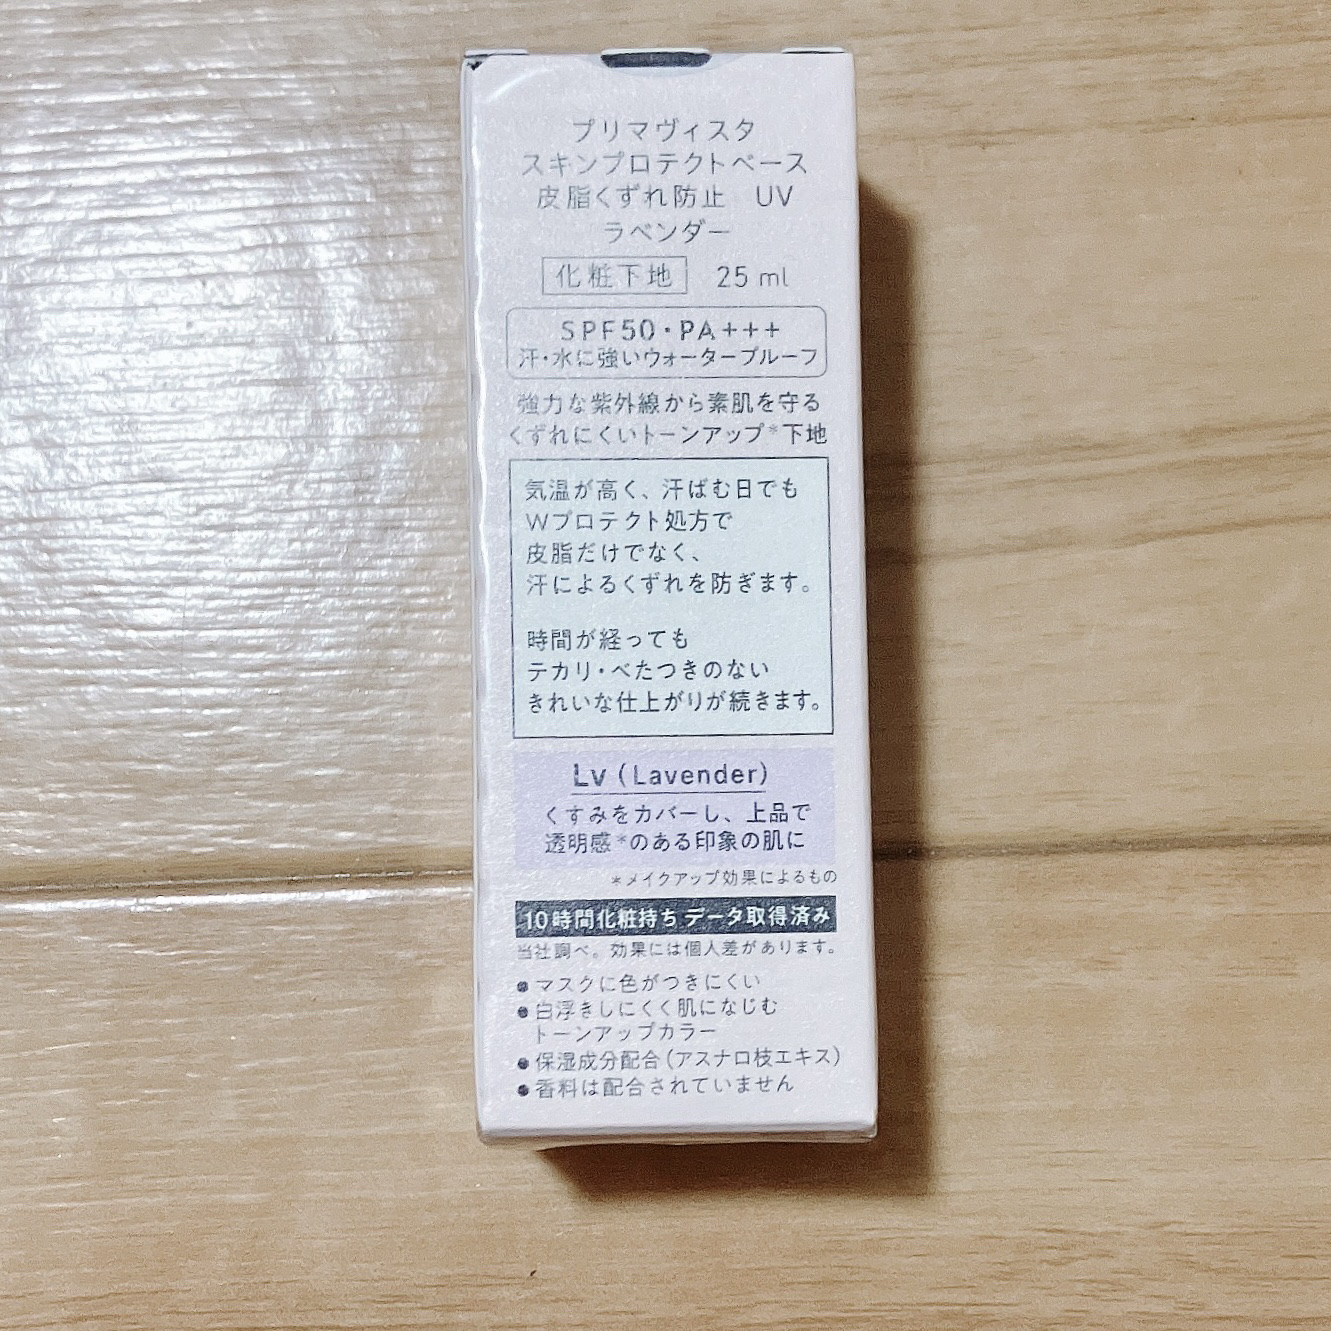 プリマヴィスタ
スキンプロテクトベース
皮脂くずれ防止 UV
ラベンダー
化粧下地 25ml
SPF50・PA+++
汗・水に強いウォータープルーフ
強力な紫外線から素肌を守る
くずれにくいトーンアップ*下地
気温が高く、汗ばむ日でも
Wプロテクト処方で
皮脂だけでなく、
汗によるくずれを防ぎます。
時間が経っても
テカリ・べたつきのない
きれいな仕上がりが続きます。
Lv (Lavender)
くすみをカバーし、上品で
透明感*のある印象の肌に
*メイクアップ効果によるもの
10時間化粧持ち データ取得済み
当社調べ。効果には個人差があります。
●マスクに色がつきにくい
●白浮きしにくく肌になじむ
トーンアップカラー
●保湿成分配合(アスナロ枝エキス)
●香料は配合されていません